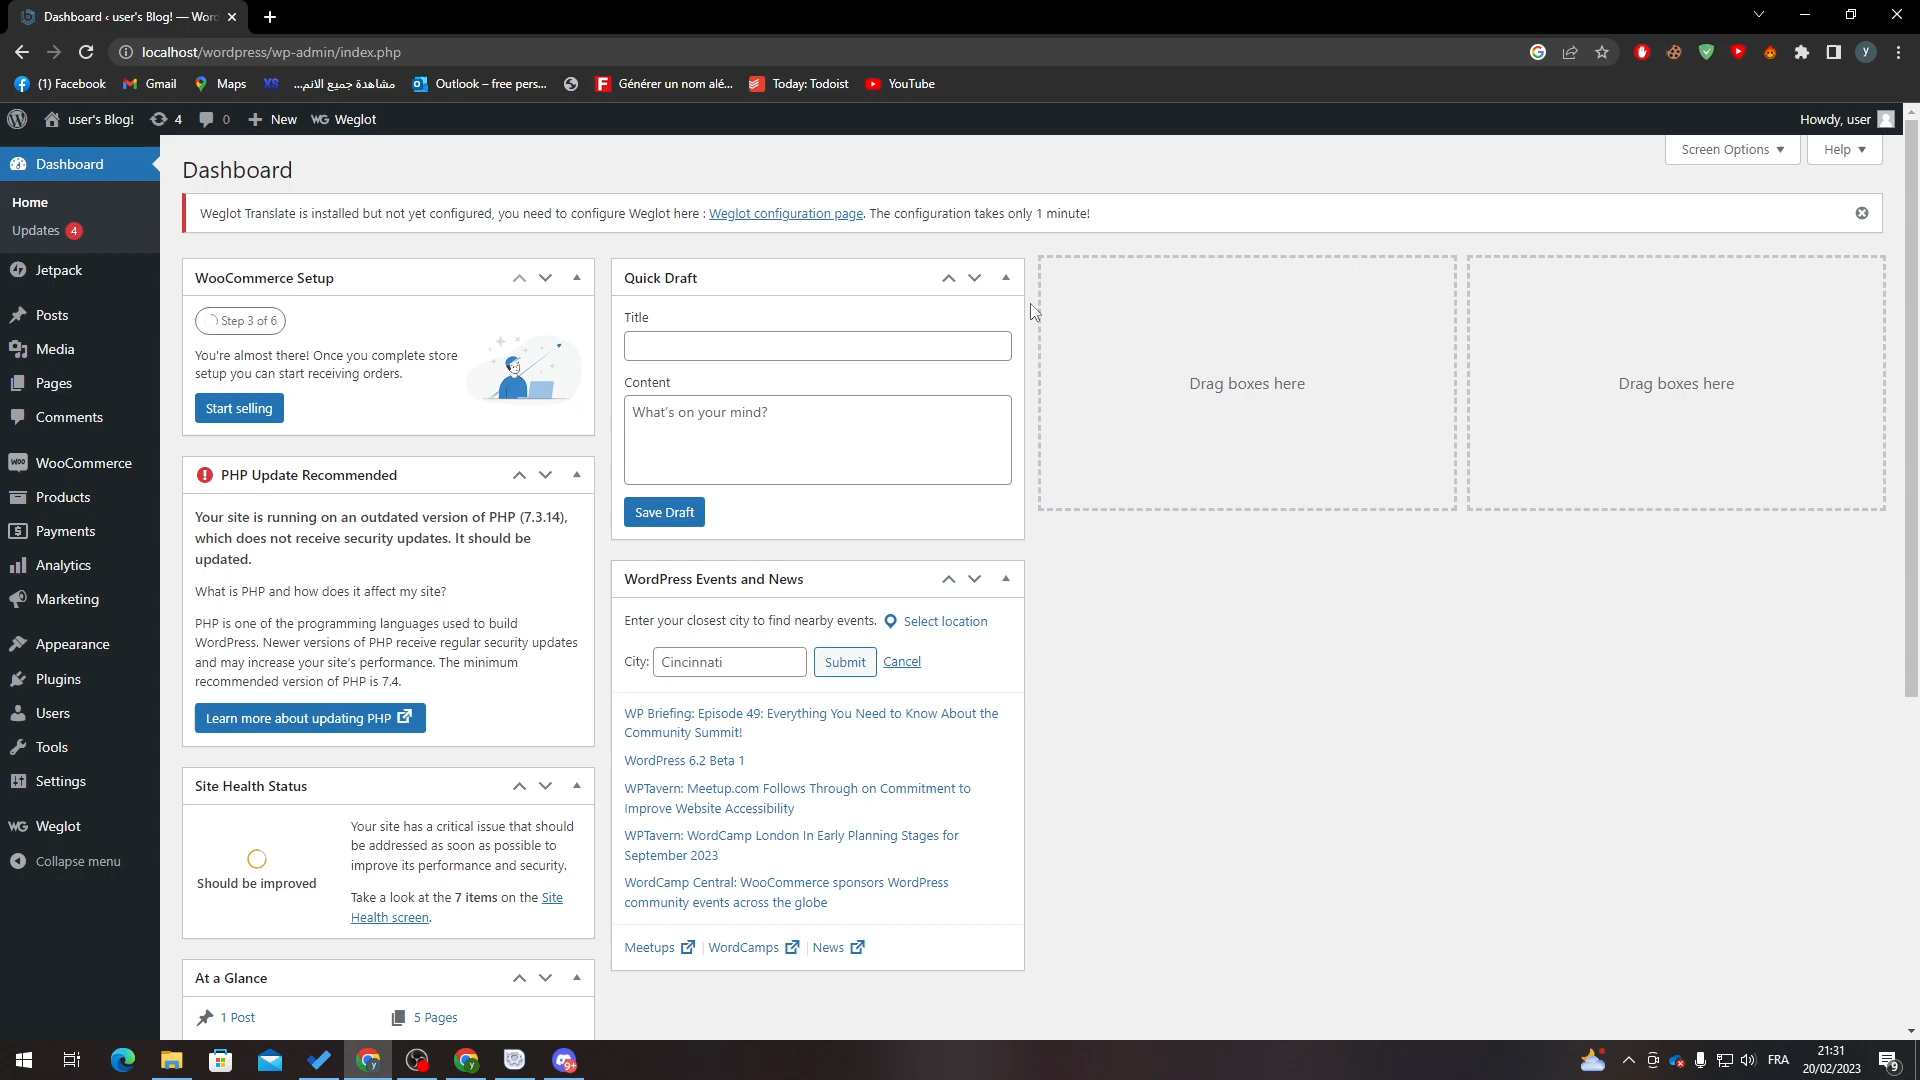 Dashboard ‹ user's Blog! — Wor
localhost/wordpress/wp-admin/index.php
(1) Facebook
Gmail
Maps
XS
مشاهدة جميع الانم...
Outlook – free pers...
Générer un nom alé...
Today: Todoist
YouTube
user's Blog!
4
0
New
WG Weglot
Howdy, user
Screen Options
Help
Dashboard
Home
Updates 4
Jetpack
Posts
Media
Pages
Comments
WooCommerce
Products
Payments
Analytics
Marketing
Appearance
Plugins
Users
Tools
Settings
WG Weglot
Collapse menu
Dashboard
Weglot Translate is installed but not yet configured, you need to configure Weglot here : Weglot configuration page. The configuration takes only 1 minute!
WooCommerce Setup
Step 3 of 6
You're almost there! Once you complete store
setup you can start receiving orders.
Start selling
PHP Update Recommended
Your site is running on an outdated version of PHP (7.3.14),
which does not receive security updates. It should be
updated.
What is PHP and how does it affect my site?
PHP is one of the programming languages used to build
WordPress. Newer versions of PHP receive regular security updates
and may increase your site's performance. The minimum
recommended version of PHP is 7.4.
Learn more about updating PHP
Site Health Status
Should be improved
Your site has a critical issue that should
be addressed as soon as possible to
improve its performance and security.
Take a look at the 7 items on the Site
Health screen.
At a Glance
1 Post
5 Pages
Quick Draft
Title
Content
What's on your mind?
Save Draft
WordPress Events and News
Enter your closest city to find nearby events. Select location
City: Cincinnati Submit Cancel
WP Briefing: Episode 49: Everything You Need to Know About the
Community Summit!
WordPress 6.2 Beta 1
WPTavern: Meetup.com Follows Through on Commitment to
Improve Website Accessibility
WPTavern: WordCamp London In Early Planning Stages for
September 2023
WordCamp Central: WooCommerce sponsors WordPress
community events across the globe
Meetups | WordCamps | News
Drag boxes here
Drag boxes here
FRA
21:31
20/02/2023
9